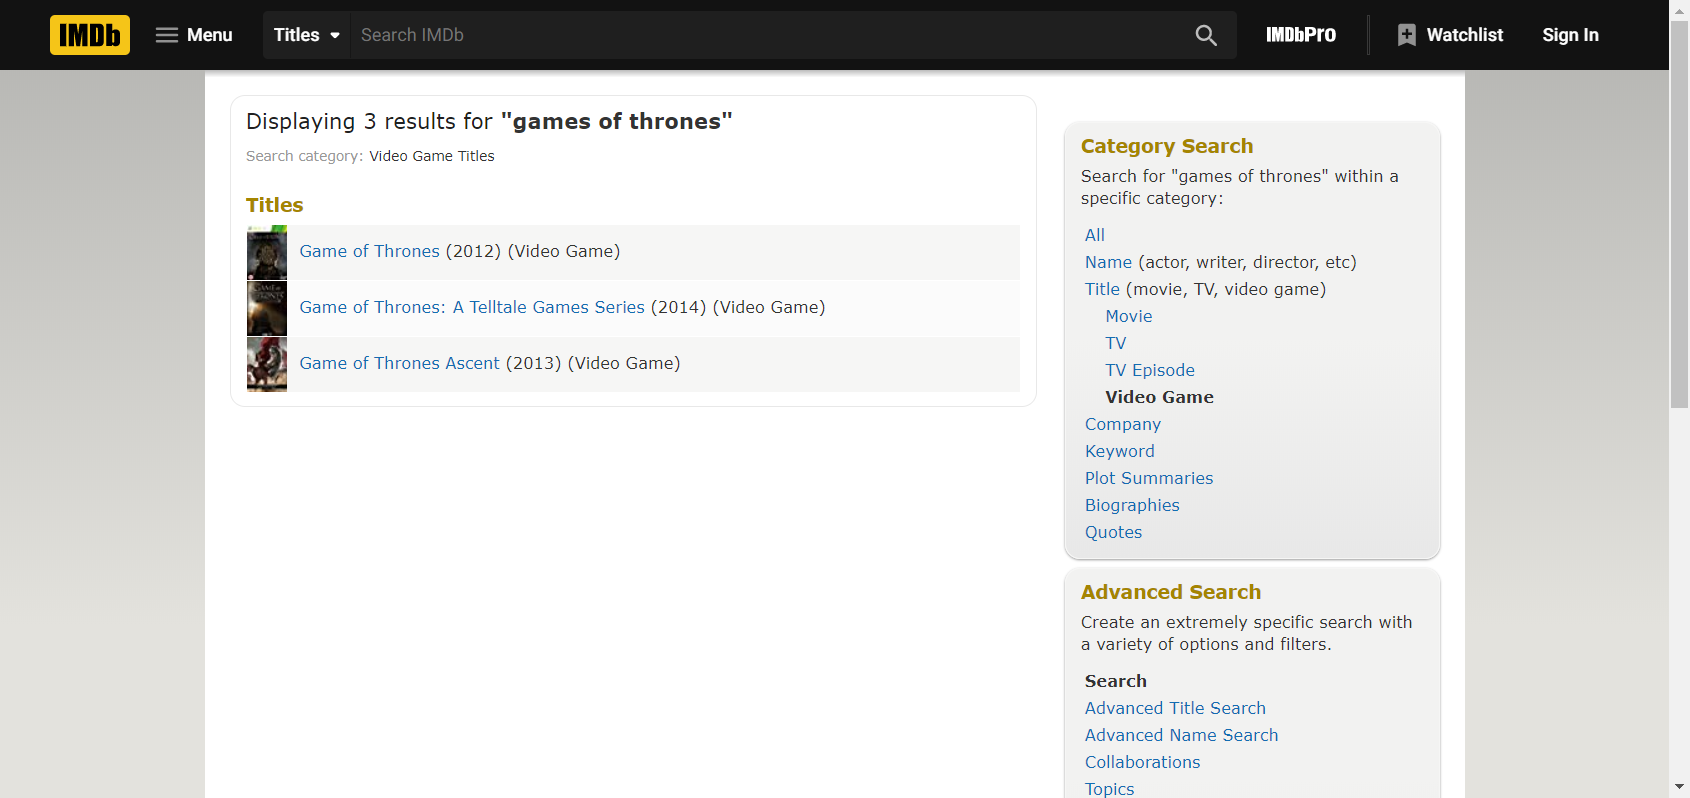 IMDb Menu Titles Search IMDb IMDbPro Watchlist Sign In
Displaying 3 results for "games of thrones"
Search category: Video Game Titles
Titles
Game of Thrones (2012) (Video Game)
Game of Thrones: A Telltale Games Series (2014) (Video Game)
Game of Thrones Ascent (2013) (Video Game)
Category Search
Search for "games of thrones" within a
specific category:
All
Name (actor, writer, director, etc)
Title (movie, TV, video game)
Movie
TV
TV Episode
Video Game
Company
Keyword
Plot Summaries
Biographies
Quotes
Advanced Search
Create an extremely specific search with
a variety of options and filters.
Search
Advanced Title Search
Advanced Name Search
Collaborations
Topics